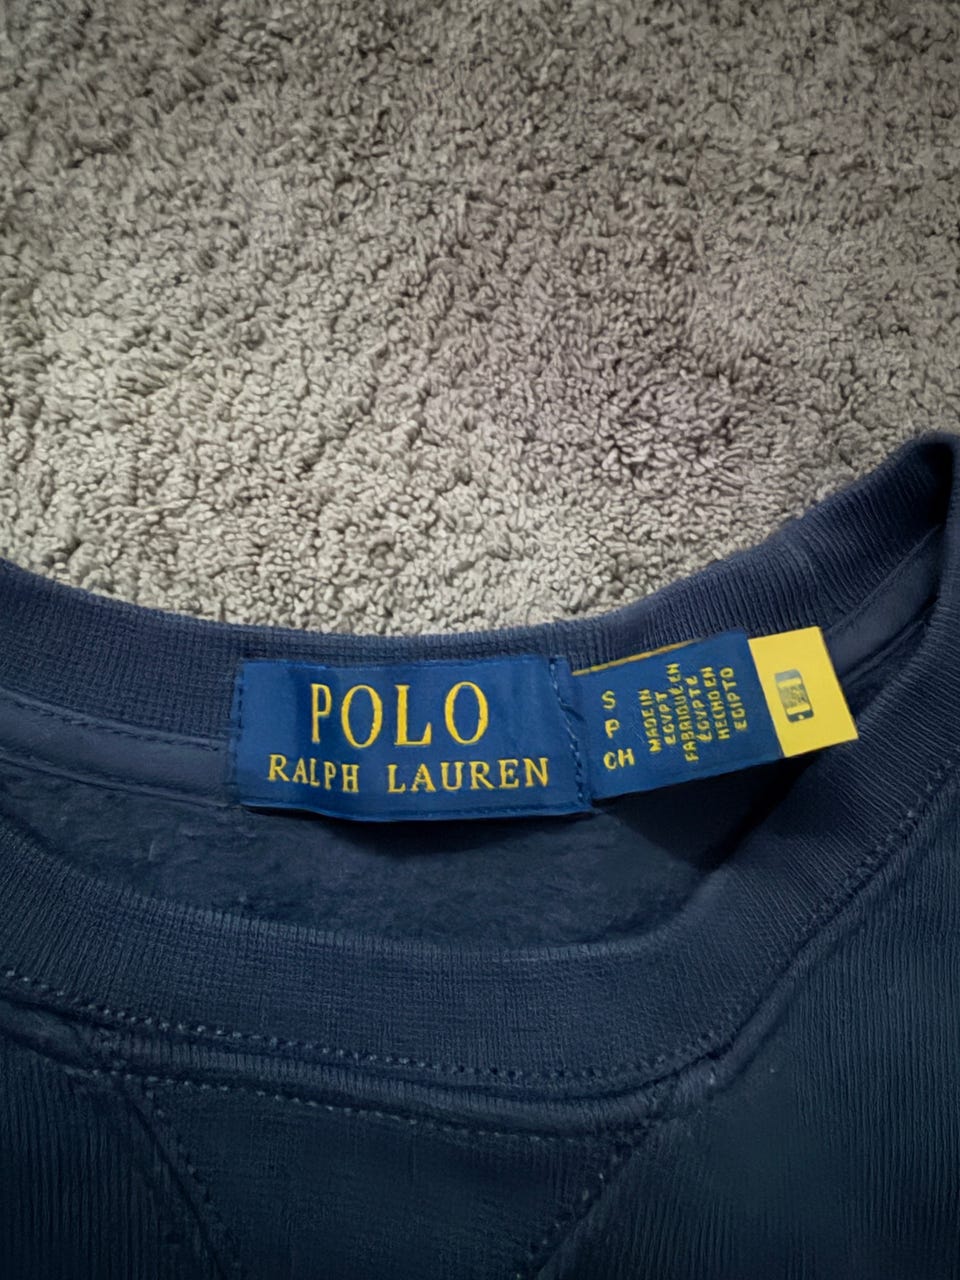 POLO
RALPH LAUREN
S
P
CH
MADE IN
EGYPT
FABRIQUÉ EN
ÉGYPTE
HECHO EN
EGIPTO